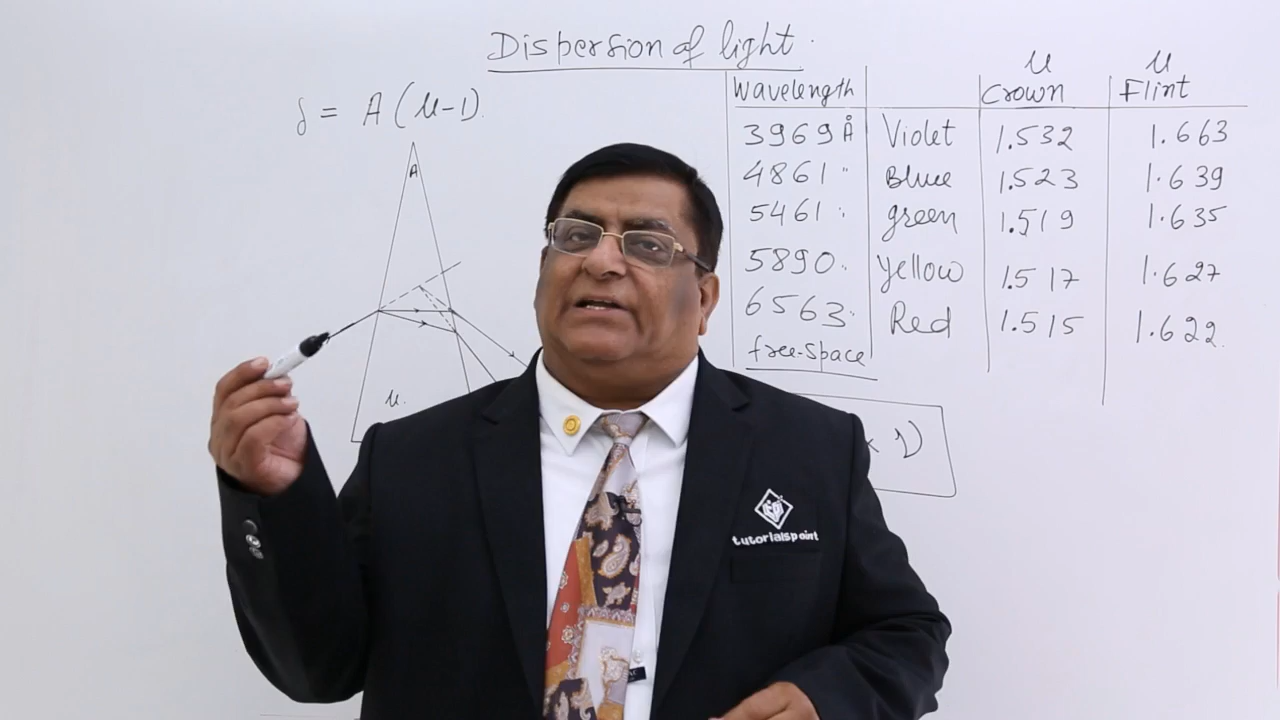 Dispersion of light.
δ = A (μ-1).
A
μ.
μ μ
Wavelength Crown Flint
3969 Å Violet 1.532 1.663
4861 " Blue 1.523 1.639
5461 " green 1.519 1.635
5890 " Yellow 1.517 1.627
6563 " Red 1.515 1.622
free-space
tutorialspoint